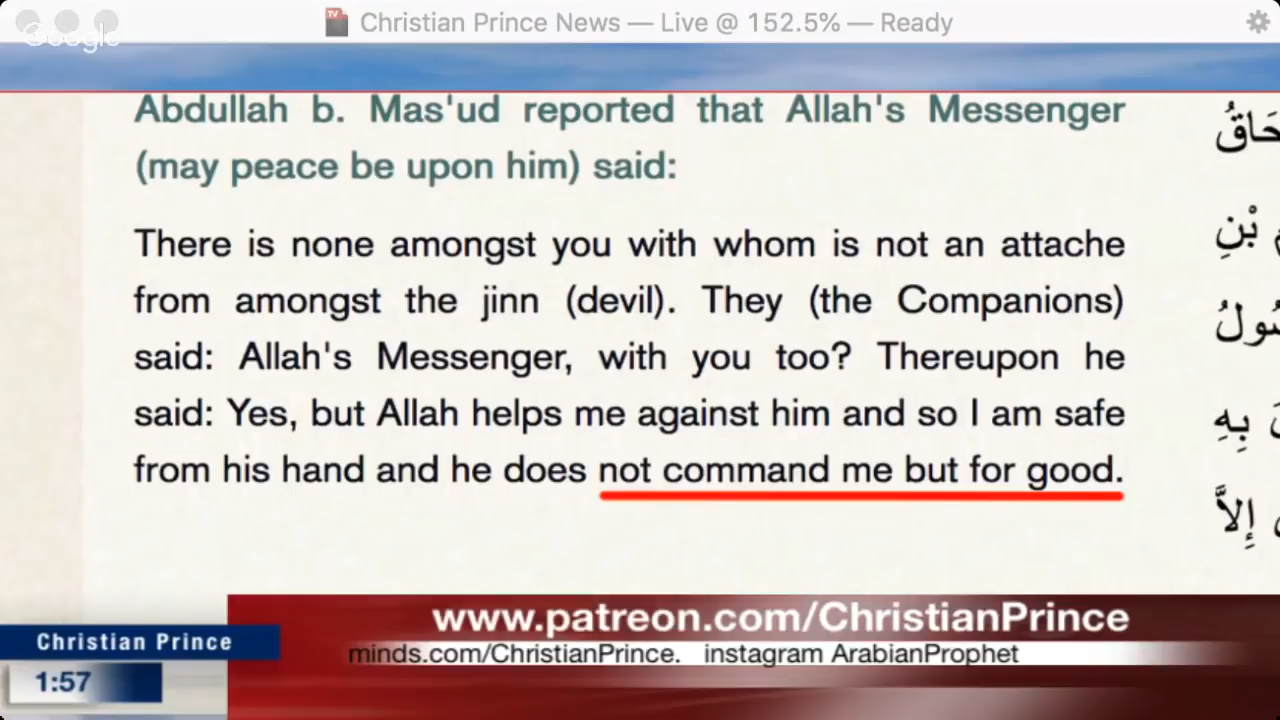 Christian Prince News — Live @ 152.5% — Ready
Google
Abdullah b. Mas'ud reported that Allah's Messenger
(may peace be upon him) said:
There is none amongst you with whom is not an attache
from amongst the jinn (devil). They (the Companions)
said: Allah's Messenger, with you too? Thereupon he
said: Yes, but Allah helps me against him and so I am safe
from his hand and he does not command me but for good.
بْنِ
بِهِ
إِلاَّ
www.patreon.com/ChristianPrince
Christian Prince
minds.com/ChristianPrince. instagram ArabianProphet
1:57